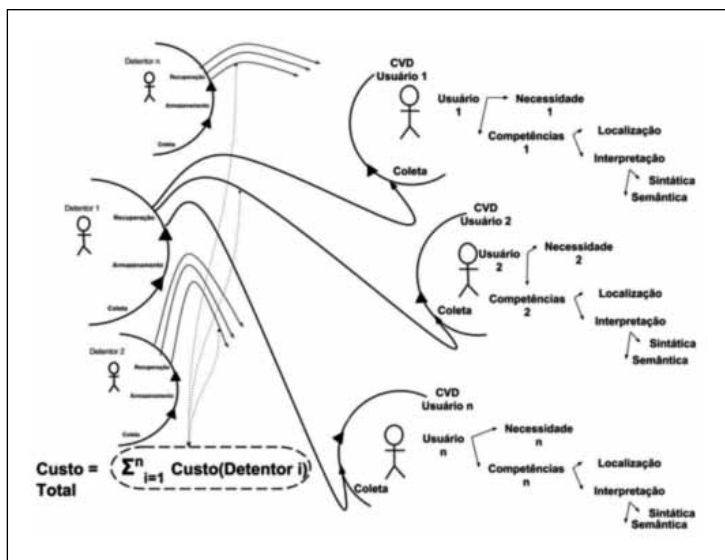 Detentor n
Recuperação
Armazenamento
Coleta
Detentor 1
Recuperação
Armazenamento
Coleta
Detentor 2
Recuperação
Armazenamento
Coleta
Custo = Σⁿi=1 Custo(Detentor i)
Total
CVD
Usuário 1
Usuário
1
Necessidade
1
Competências
1
Localização
Interpretação
Sintática
Semântica
Coleta
CVD
Usuário 2
Usuário
2
Necessidade
2
Competências
2
Localização
Interpretação
Sintática
Semântica
Coleta
CVD
Usuário n
Usuário
n
Necessidade
n
Competências
n
Localização
Interpretação
Sintática
Semântica
Coleta